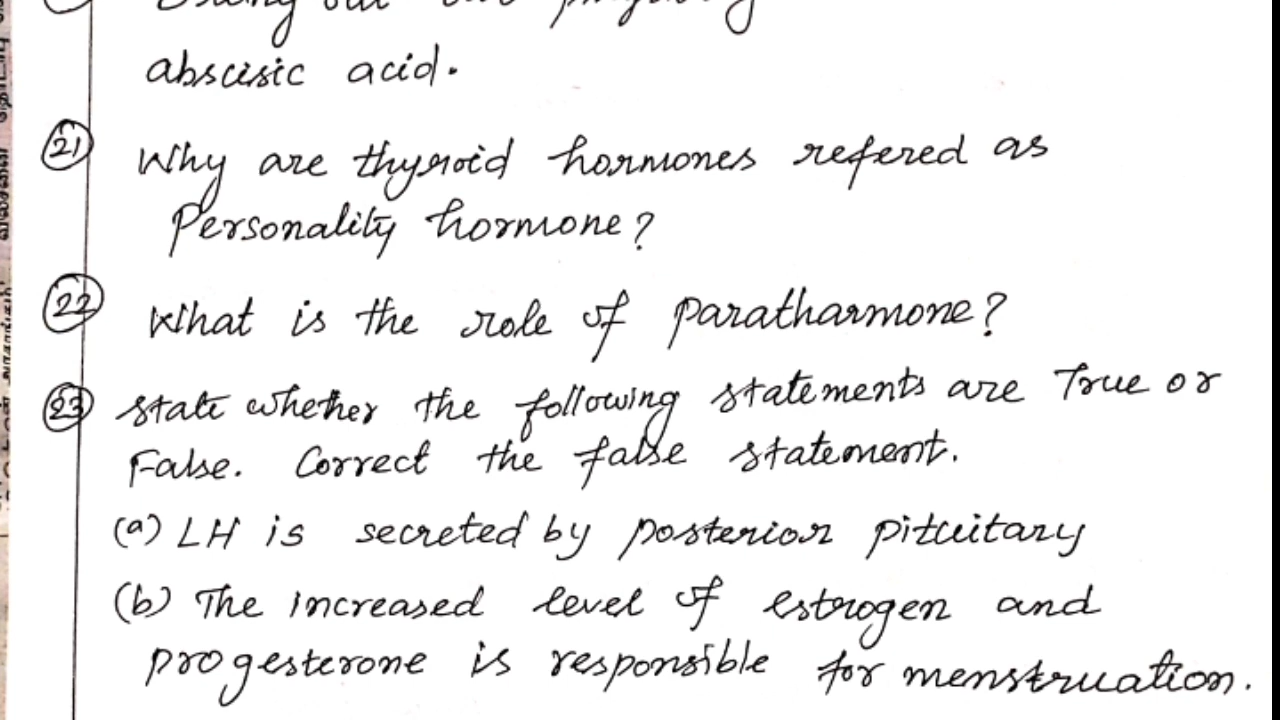 abscisic acid.
21 Why are thyroid hormones refered as
Personality hormone?
22 What is the role of paratharmone?
23 state whether the following statements are True or
False. Correct the false statement.
(a) LH is secreted by posterior pituitary
(b) The increased level of estrogen and
progesterone is responsible for menstruation.